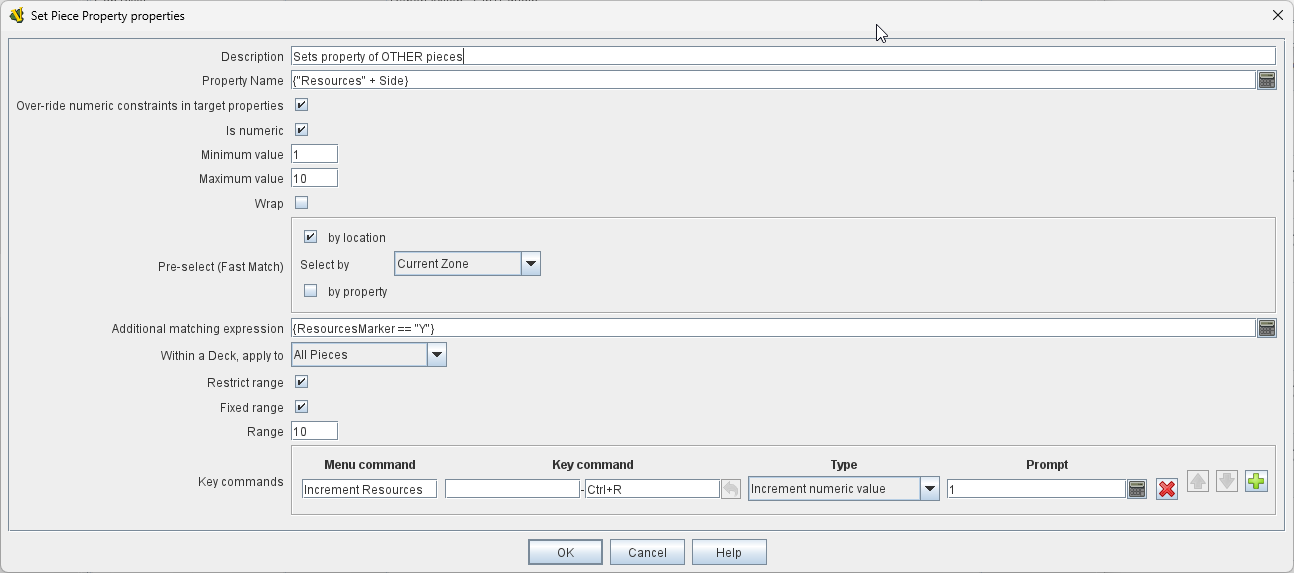 Set Piece Property properties
Description Sets property of OTHER pieces
Property Name {"Resources" + Side}
Over-ride numeric constraints in target properties
Is numeric
Minimum value 1
Maximum value 10
Wrap
by location
Pre-select (Fast Match) Select by Current Zone
by property
Additional matching expression {ResourcesMarker == "Y"}
Within a Deck, apply to All Pieces
Restrict range
Fixed range
Range 10
Menu command Key command Type Prompt
Key commands Increment Resources - Ctrl+R Increment numeric value 1
OK Cancel Help